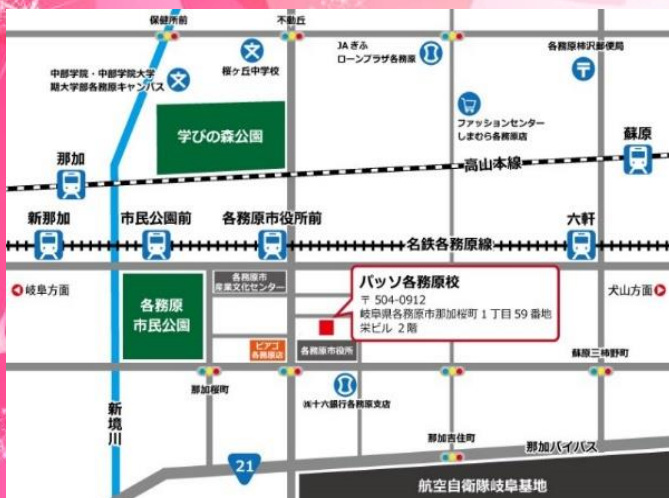 保健所前
不動丘
JA ぎふ
ローンプラザ各務原
各務原柿沢郵便局
桜ヶ丘中学校
中部学院・中部学院大学
期大学部各務原キャンパス
学びの森公園
ファッションセンター
しまむら各務原店
蘇原
那加
高山本線
新那加
市民公園前
各務原市役所前
名鉄各務原線
六軒
岐阜方面
犬山方面
各務原
市民公園
各務原市
産業文化センター
パッソ各務原校
〒 504-0912
岐阜県各務原市那加桜町 1 丁目 59 番地
栄ビル 2 階
ピアゴ
各務原店
各務原市役所
那加桜町
蘇原三柿野町
㈱十六銀行各務原支店
新境川
那加吉住町
那加バイパス
21
航空自衛隊岐阜基地